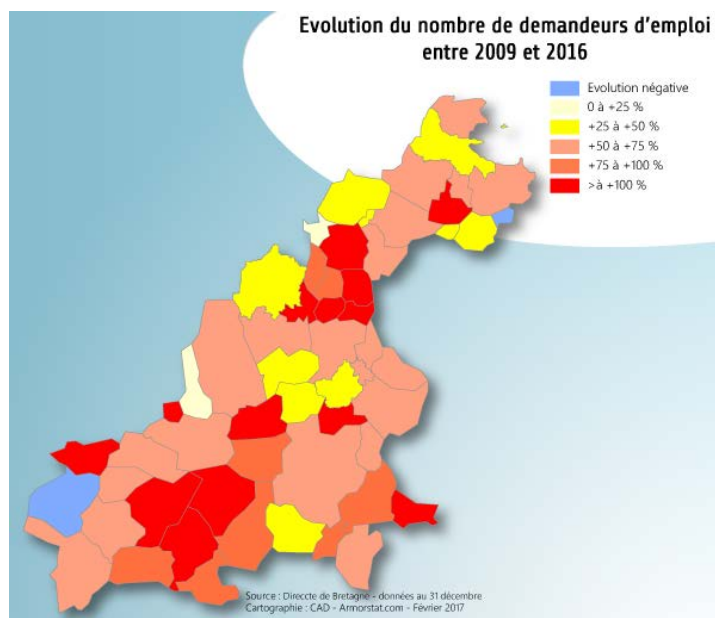 Evolution du nombre de demandeurs d'emploi
entre 2009 et 2016
Evolution négative
0 à +25 %
+25 à +50 %
+50 à +75 %
+75 à +100 %
>à +100 %
Source : Direccte de Bretagne - données au 31 décembre
Cartographie : CAD - Armorstat.com - Février 2017